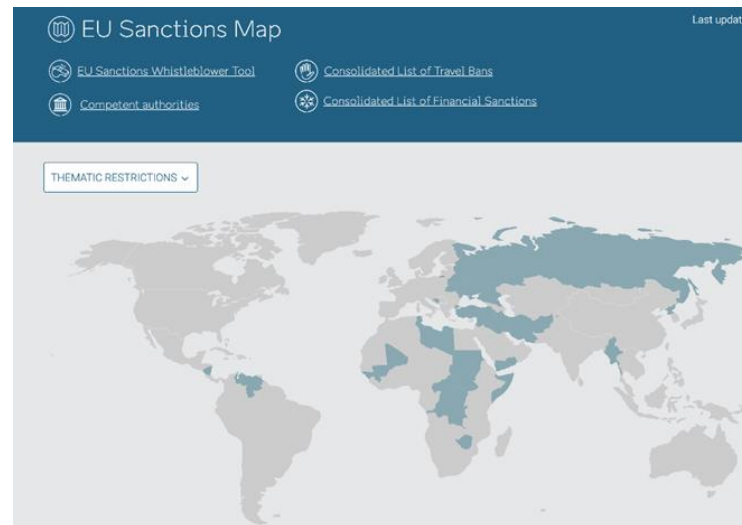 EU Sanctions Map
Last updat
EU Sanctions Whistleblower Tool
Consolidated List of Travel Bans
Competent authorities
Consolidated List of Financial Sanctions
THEMATIC RESTRICTIONS